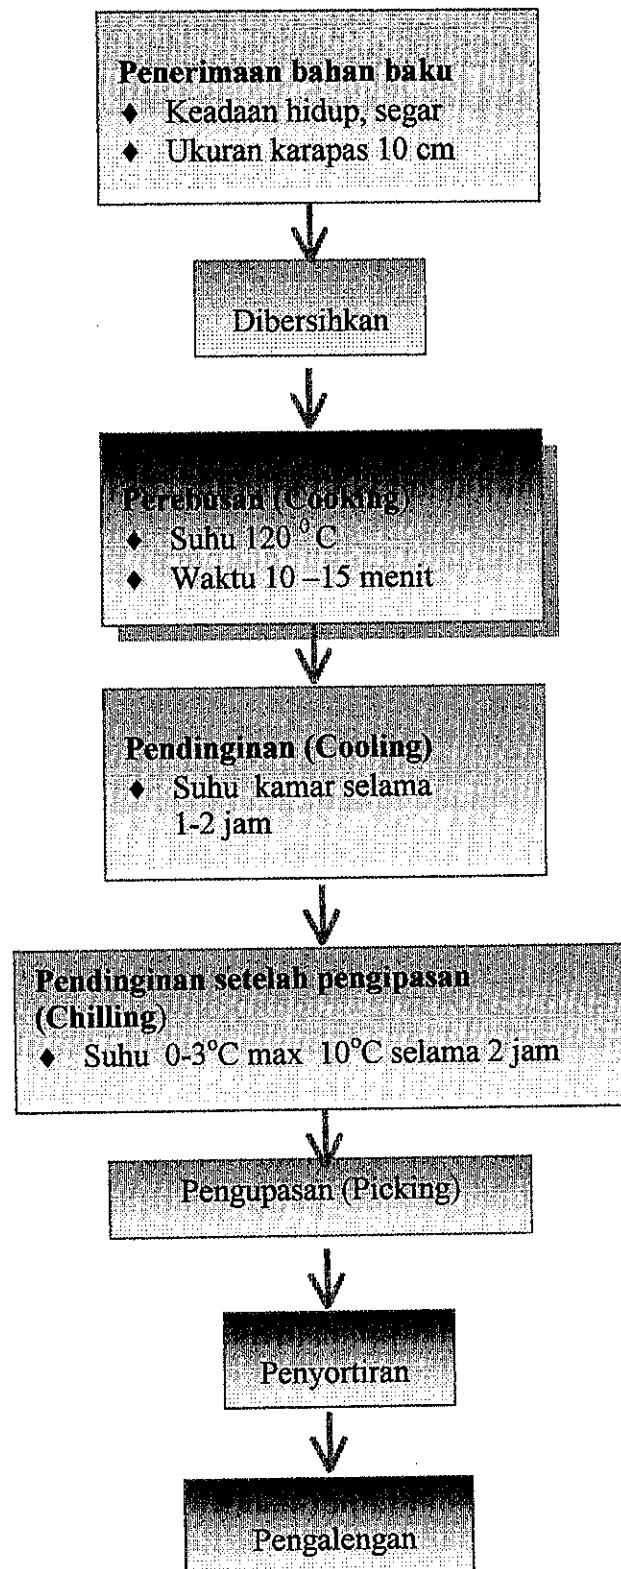 Penerimaan bahan baku
♦ Keadaan hidup, segar
♦ Ukuran karapas 10 cm
Dibersihkan
Perebusan (Cooking)
♦ Suhu 120 ⁰ C
♦ Waktu 10 –15 menit
Pendinginan (Cooling)
♦ Suhu kamar selama
1-2 jam
Pendinginan setelah pengipasan
(Chilling)
♦ Suhu 0-3°C max 10°C selama 2 jam
Pengupasan (Picking)
Penyortiran
Pengalengan